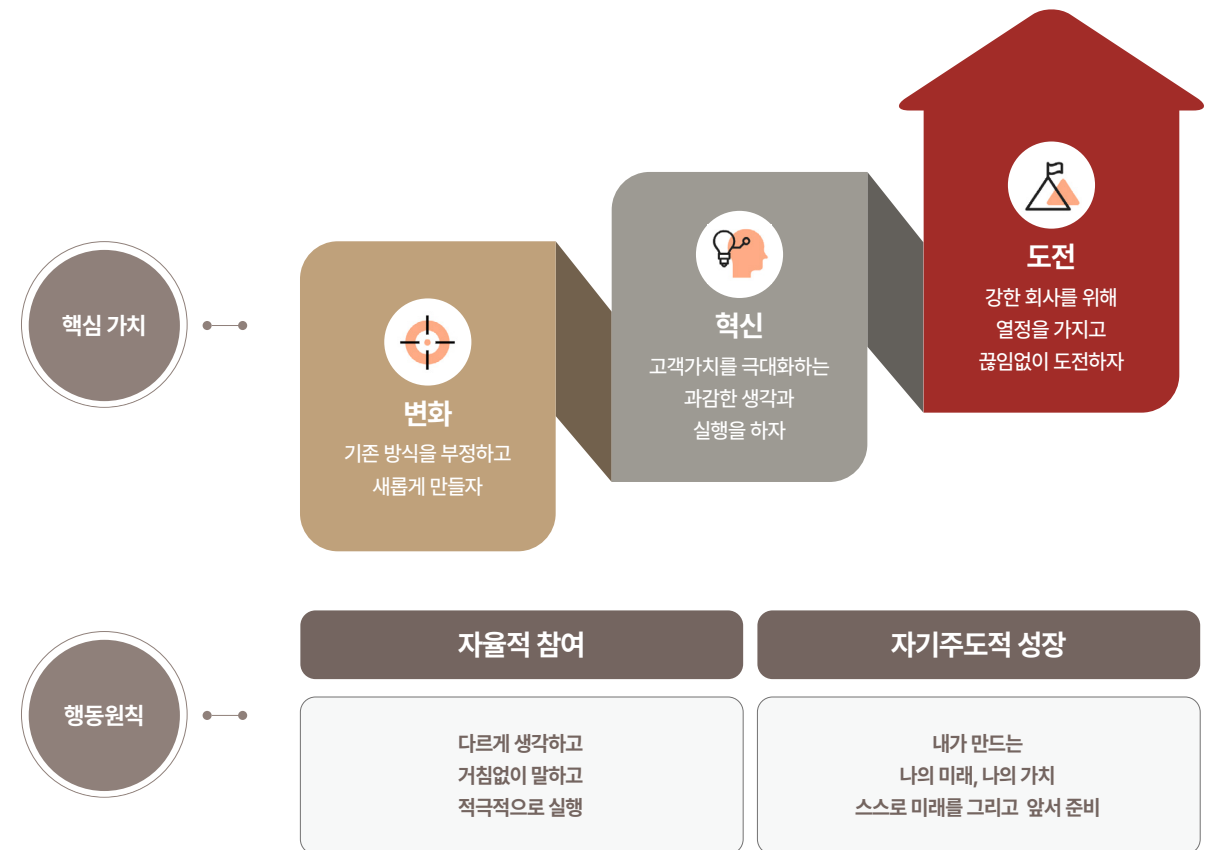 핵심 가치
변화
기존 방식을 부정하고
새롭게 만들자
혁신
고객가치를 극대화하는
과감한 생각과
실행을 하자
도전
강한 회사를 위해
열정을 가지고
끊임없이 도전하자
행동원칙
자율적 참여
다르게 생각하고
거침없이 말하고
적극적으로 실행
자기주도적 성장
내가 만드는
나의 미래, 나의 가치
스스로 미래를 그리고 앞서 준비